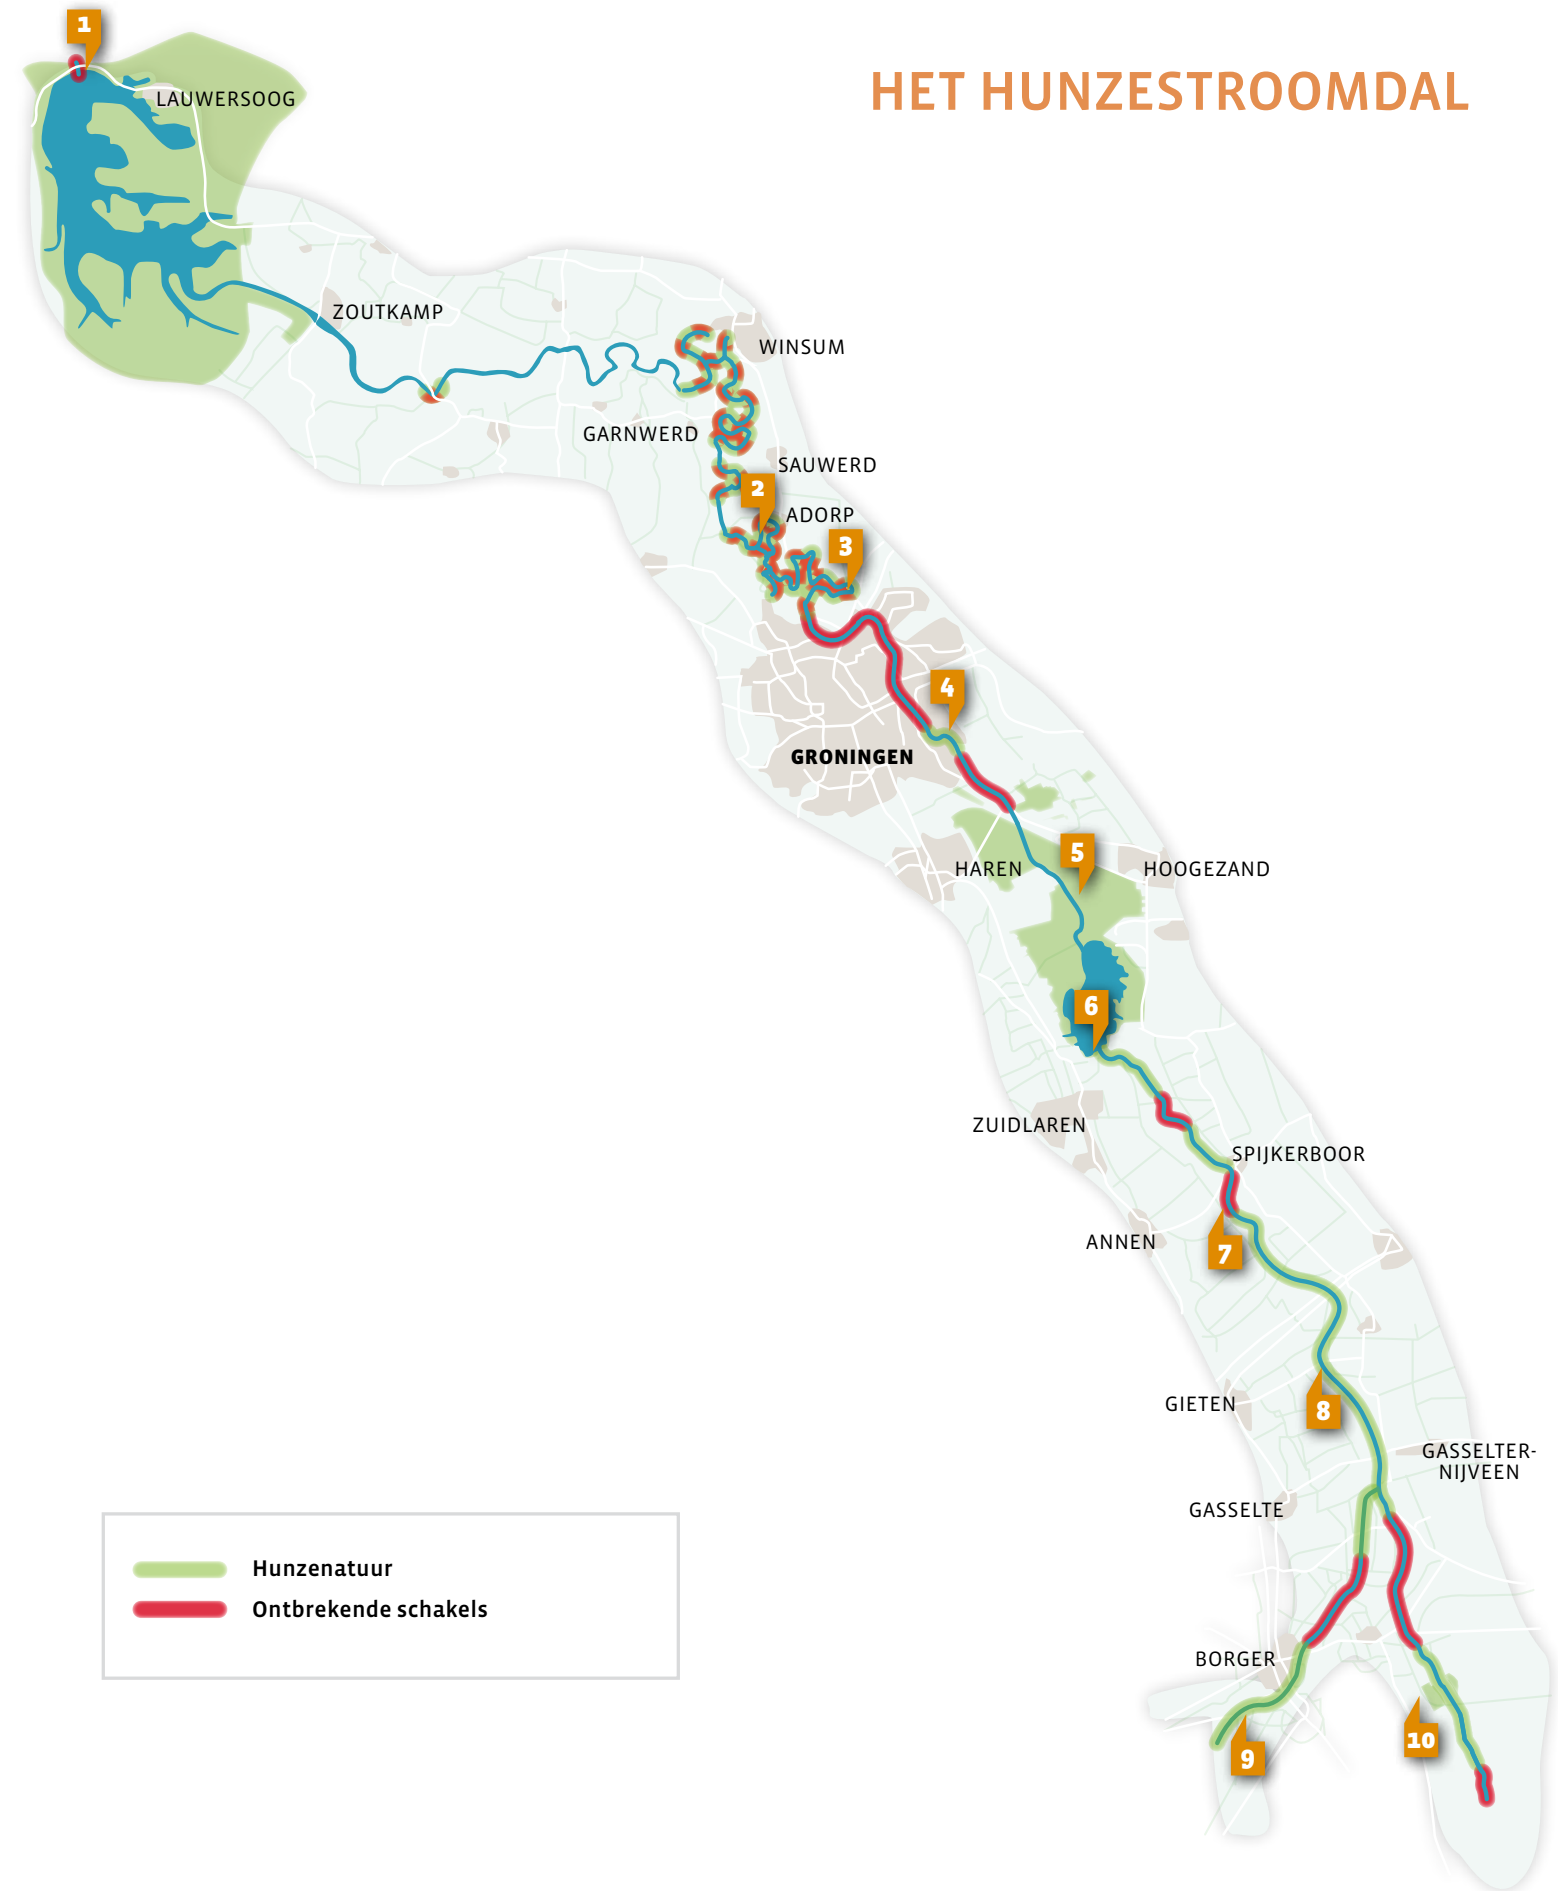 HET HUNZESTROOMDAL
1
LAUWERSOOG
ZOUTKAMP
WINSUM
GARNWERD
SAUWERD
2
ADORP
3
4
GRONINGEN
5
HAREN
HOOGEZAND
6
ZUIDLAREN
SPIJKERBOOR
ANNEN
7
GIETEN
8
GASSELTER-
NIJVEEN
GASSELTE
Hunzenatuur
Ontbrekende schakels
BORGER
10
9